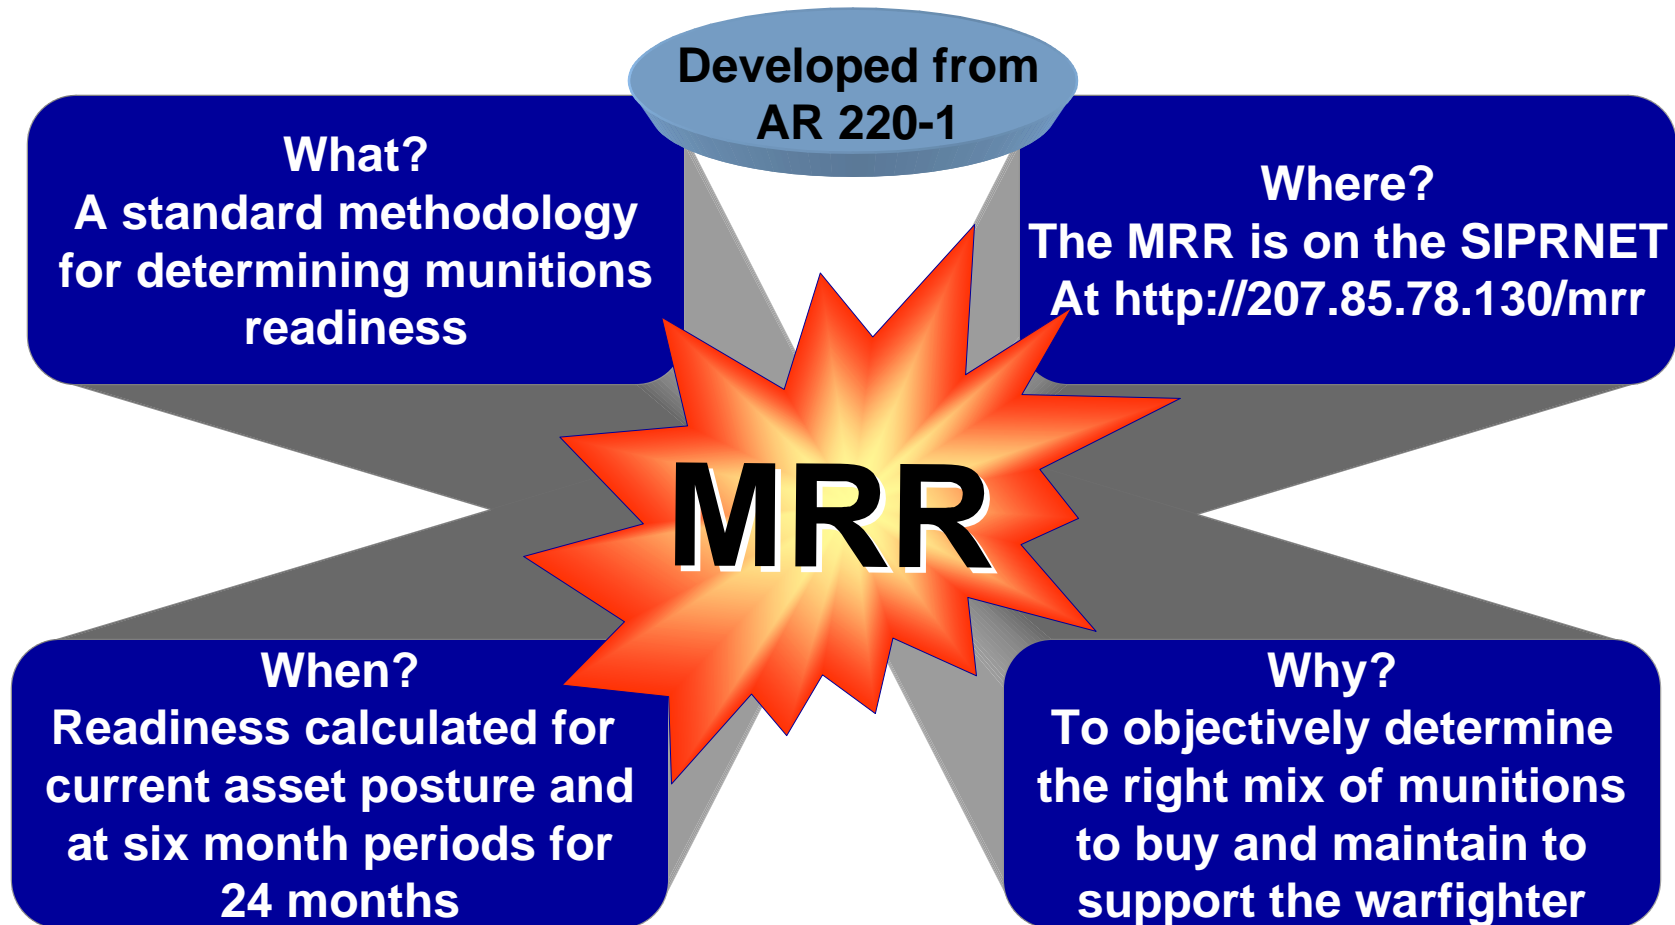 Developed from
AR 220-1
What?
A standard methodology
for determining munitions
readiness
Where?
The MRR is on the SIPRNET
At http://207.85.78.130/mrr
MRR
When?
Readiness calculated for
current asset posture and
at six month periods for
24 months
Why?
To objectively determine
the right mix of munitions
to buy and maintain to
support the warfighter